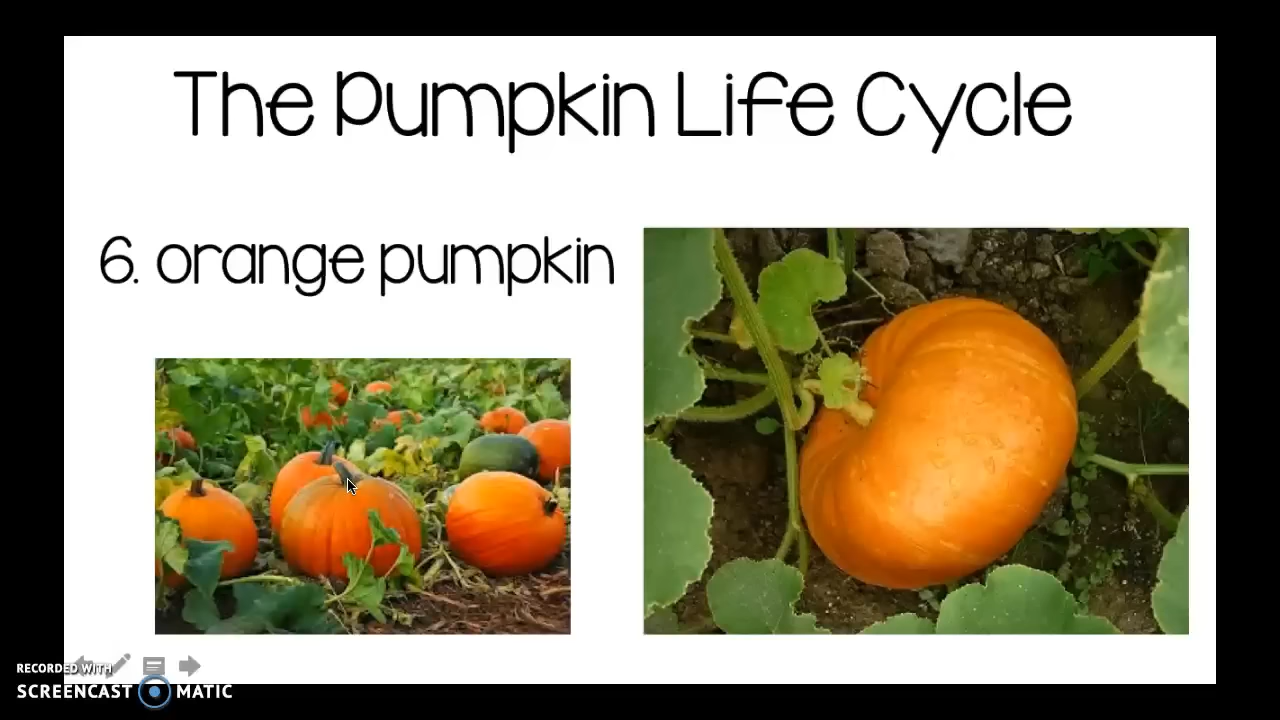 The Pumpkin Life Cycle
6. orange pumpkin
RECORDED WITH
SCREENCAST MATIC